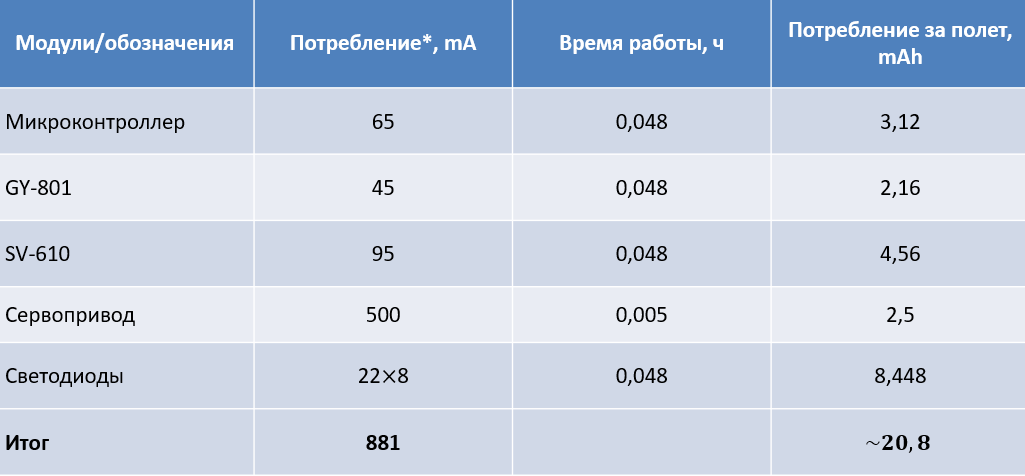 Модули/обозначения Потребление*, mA Время работы, ч Потребление за полет, mAh
Микроконтроллер 65 0,048 3,12
GY-801 45 0,048 2,16
SV-610 95 0,048 4,56
Сервопривод 500 0,005 2,5
Светодиоды 22×8 0,048 8,448
Итог 881 ~20,8